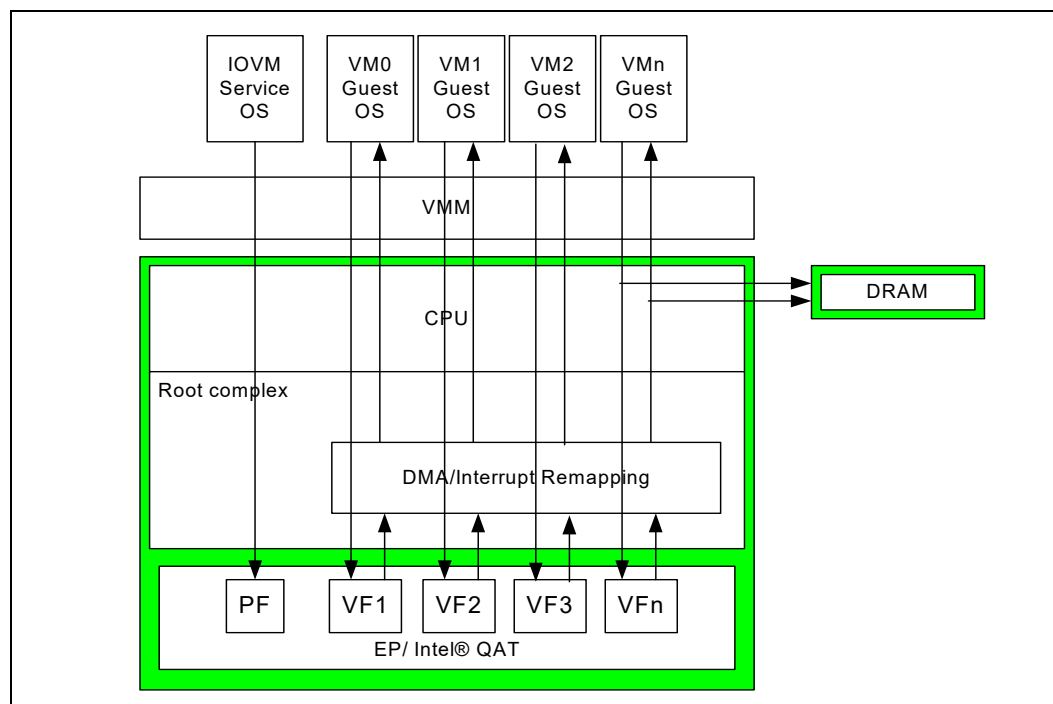 IOVM Service OS
VM0 Guest OS
VM1 Guest OS
VM2 Guest OS
VMn Guest OS
VMM
CPU
DRAM
Root complex
DMA/Interrupt Remapping
PF
VF1
VF2
VF3
VFn
EP/ Intel® QAT